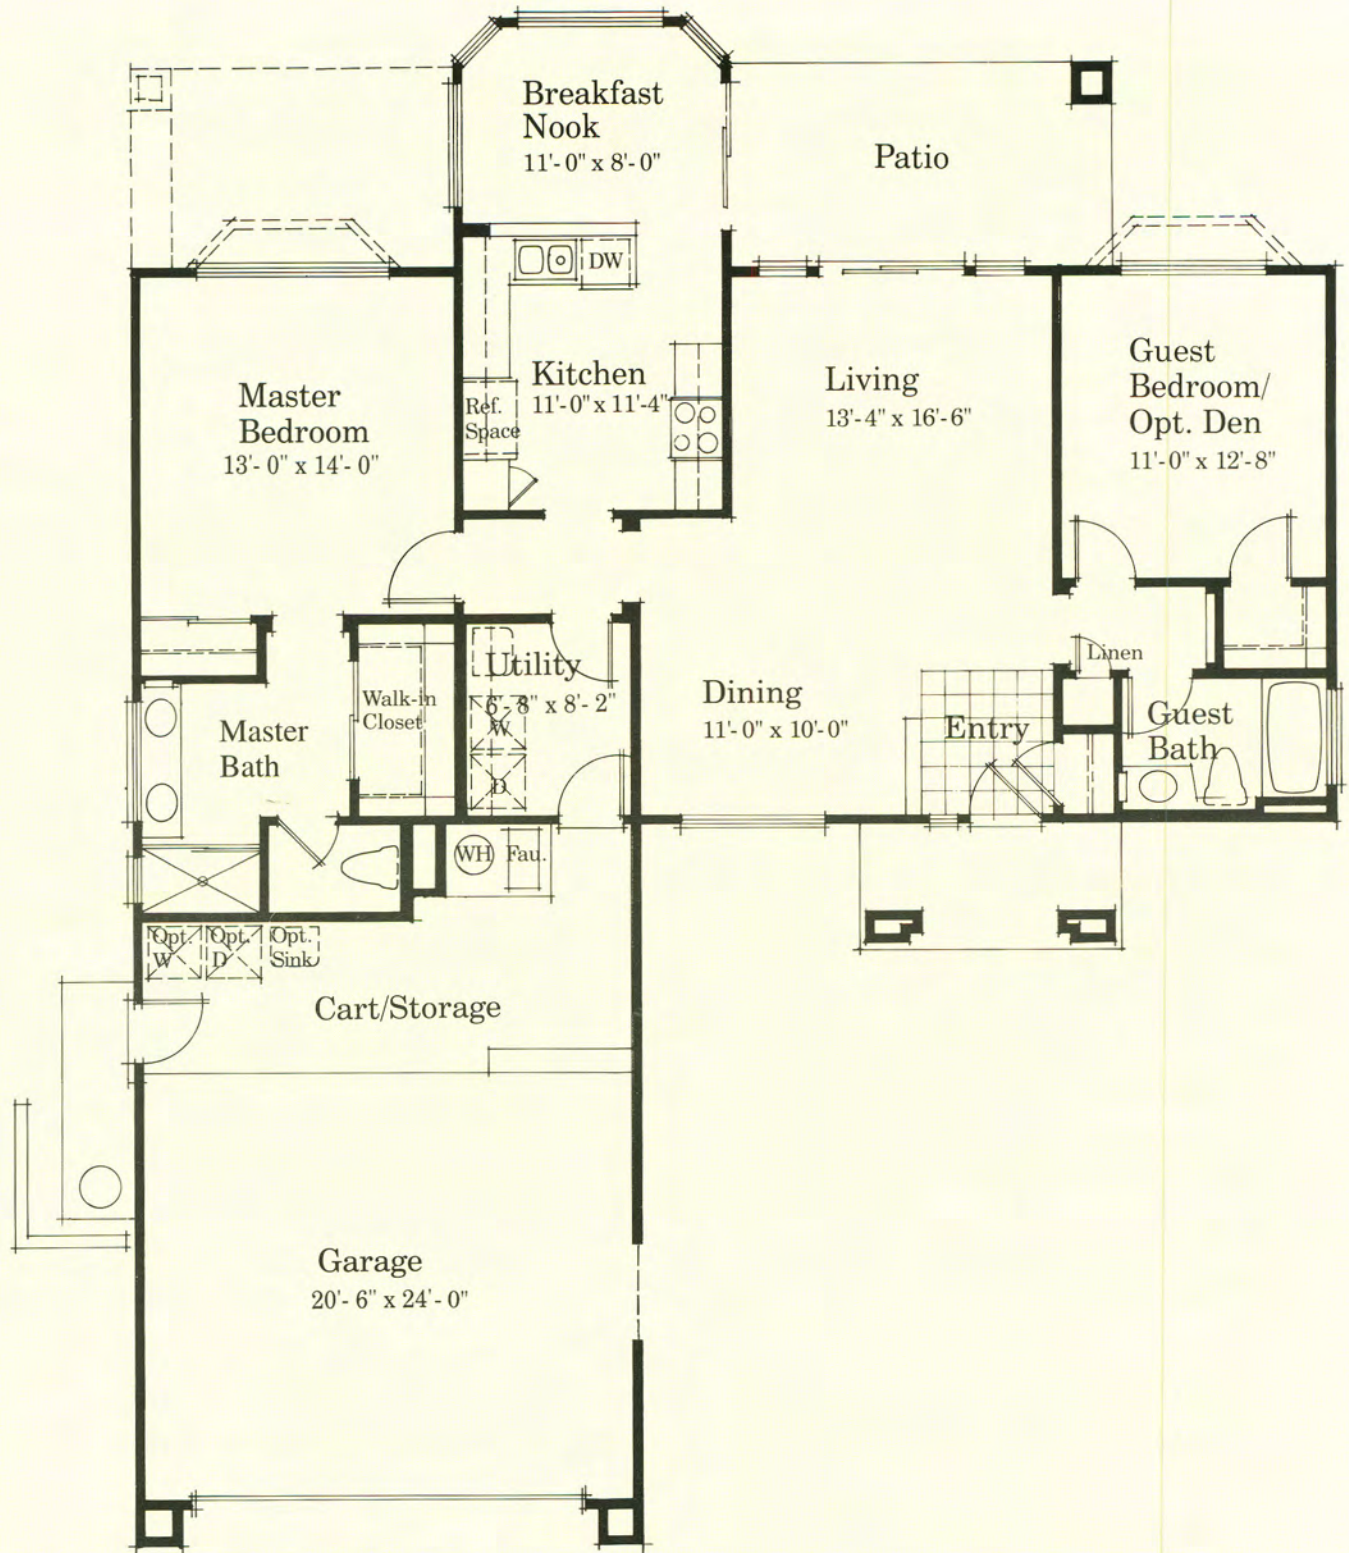 Breakfast
Nook
11'-0" x 8'-0"
Patio
DW
Kitchen
11'-0" x 11'-4"
Ref.
Space
Living
13'-4" x 16'-6"
Guest
Bedroom/
Opt. Den
11'-0" x 12'-8"
Master
Bedroom
13'-0" x 14'-0"
Utility
6'-8" x 8'-2"
W
D
Walk-in
Closet
Master
Bath
Dining
11'-0" x 10'-0"
Entry
Linen
Guest
Bath
WH
Fau.
Opt.
W
Opt.
D
Opt.
Sink
Cart/Storage
Garage
20'-6" x 24'-0"